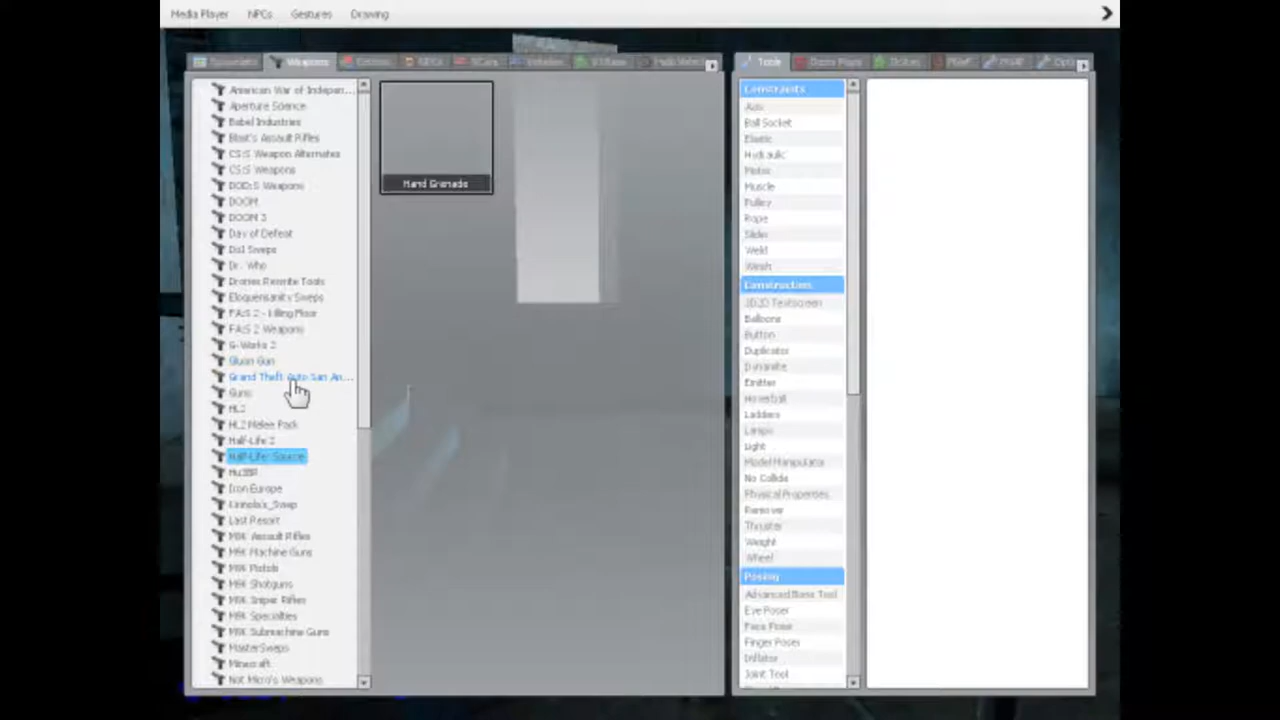 Media Player NPCs Gestures Drawing
Weapons
Tools
American War of Indepen...
Aperture Science
Babel Industries
Blast's Assault Rifles
CS:S Weapon Alternates
CS:S Weapons
DOD:S Weapons
DOOM
DOOM 3
Day of Defeat
Dr. Who
Eloquensanity Sweps
FA:S 2 - Killing Floor
FA:S 2 Weapons
G-Works 2
Gluon Gun
Grand Theft Auto San An...
Guns
HL2
HL2 Melee Pack
Half-Life 2
Half-Life: Source
Iron Europe
Last Resort
M9K Assault Rifles
M9K Machine Guns
M9K Pistols
M9K Shotguns
M9K Sniper Rifles
M9K Specialties
M9K Submachine Guns
MasterSweps
Minecraft
Not Micro's Weapons
Hand Grenade
Constraints
Axis
Ball Socket
Elastic
Hydraulic
Motor
Muscle
Pulley
Rope
Slider
Weld
Winch
Construction
3D2D Textscreen
Balloons
Button
Duplicator
Dynamite
Emitter
Hoverball
Ladders
Lamps
Light
Model Manipulator
No Collide
Physical Properties
Remover
Thruster
Weight
Wheel
Posing
Advanced Bone Tool
Eye Poser
Face Poser
Finger Poser
Inflator
Joint Tool